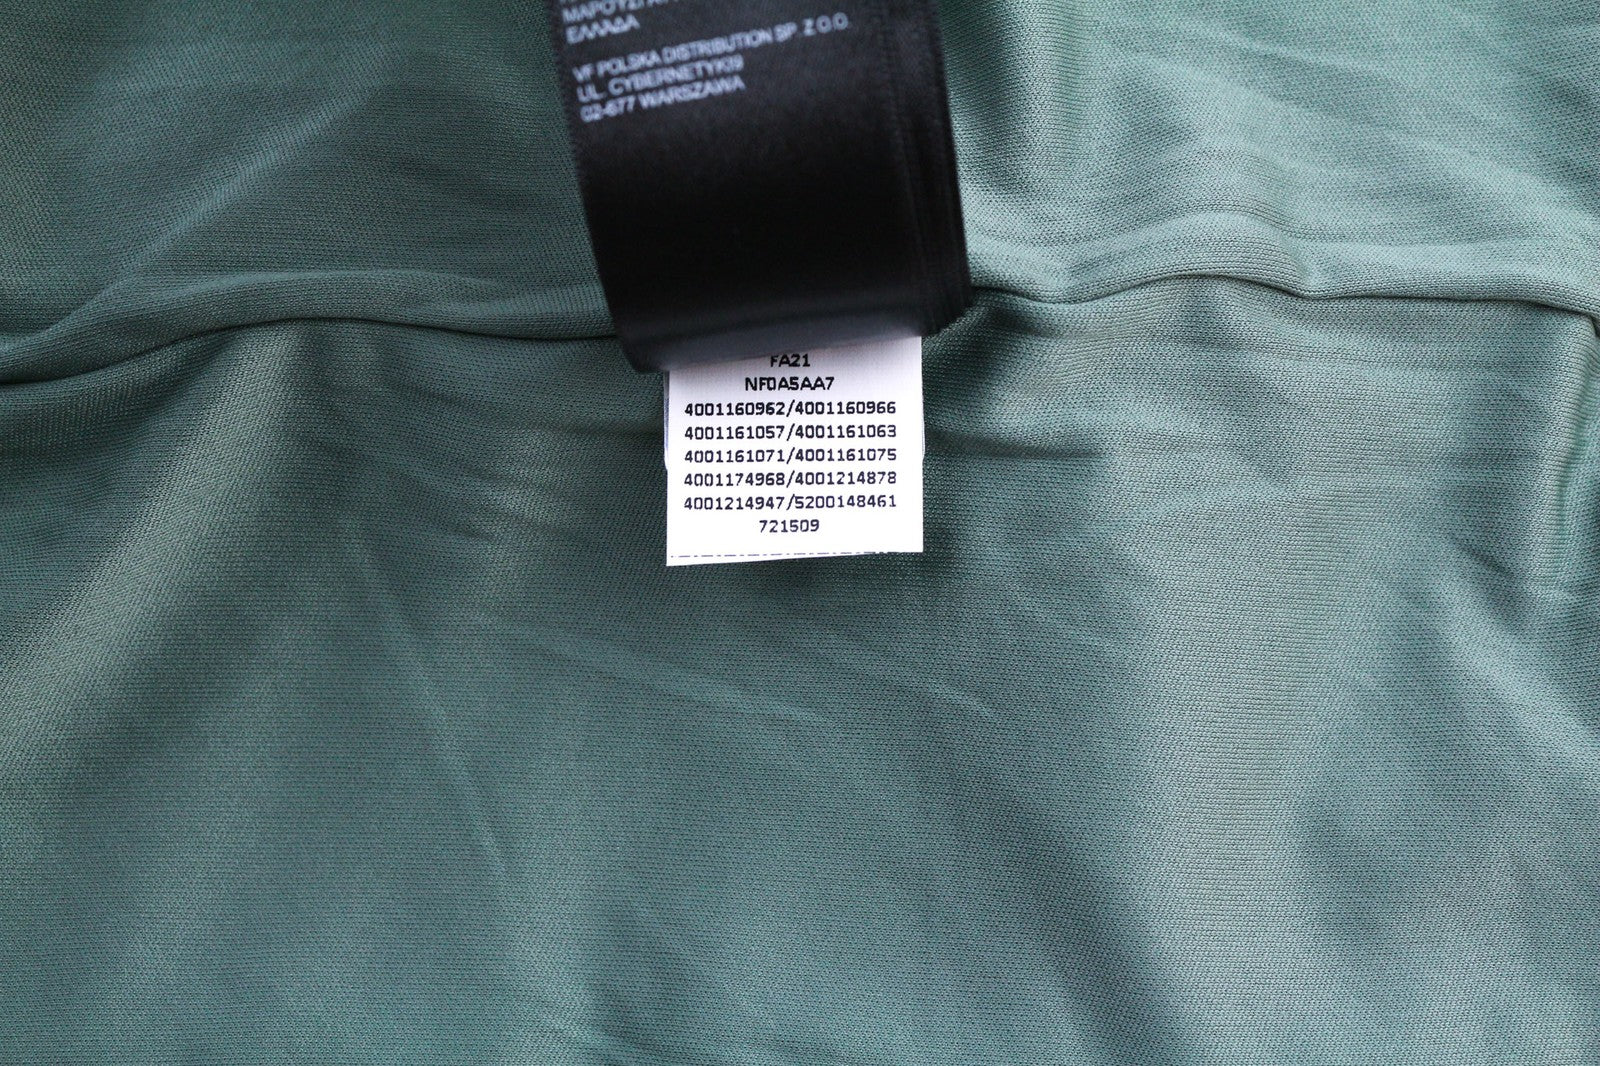 ΕΛΛΑΔΑ
VF POLSKA DISTRIBUTION SP. Z O.O
UL. CYBERNETYKI9
02-677 WARSZAWA
FA21
NF0A5AA7
4001160962/4001160966
4001161057/4001161063
4001161071/4001161075
4001174968/4001214878
4001214947/5200148461
721509